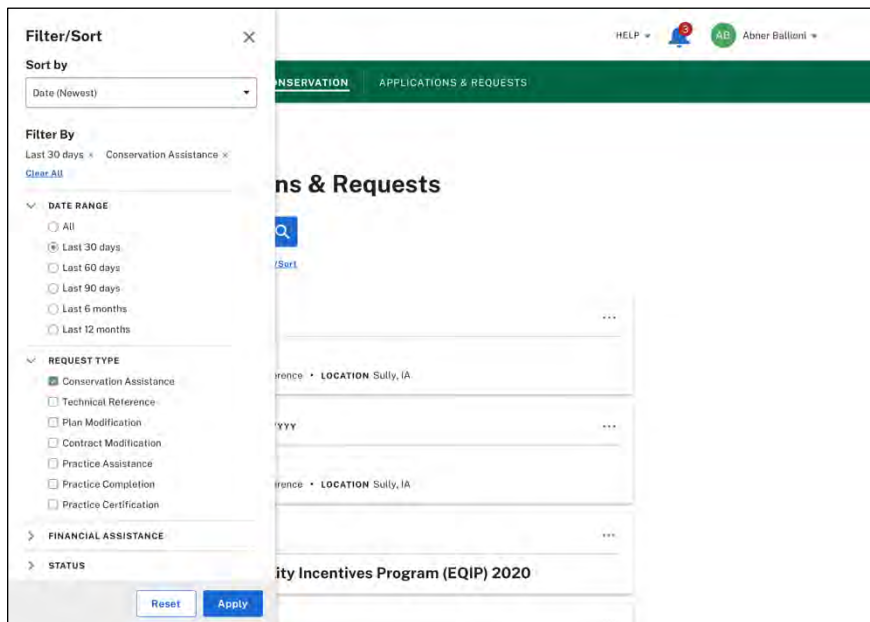 Filter/Sort
HELP
3
AB
Abner Ballioni
Sort by
Date (Newest)
NSERVATION
APPLICATIONS & REQUESTS
Filter By
Last 30 days × Conservation Assistance ×
Clear All
ns & Requests
/Sort
DATE RANGE
All
Last 30 days
Last 60 days
Last 90 days
Last 6 months
Last 12 months
REQUEST TYPE
Conservation Assistance
Technical Reference
Plan Modification
Contract Modification
Practice Assistance
Practice Completion
Practice Certification
FINANCIAL ASSISTANCE
STATUS
Reset
Apply
...
erence • LOCATION Sully, IA
YYYY
...
erence • LOCATION Sully, IA
...
ity Incentives Program (EQIP) 2020